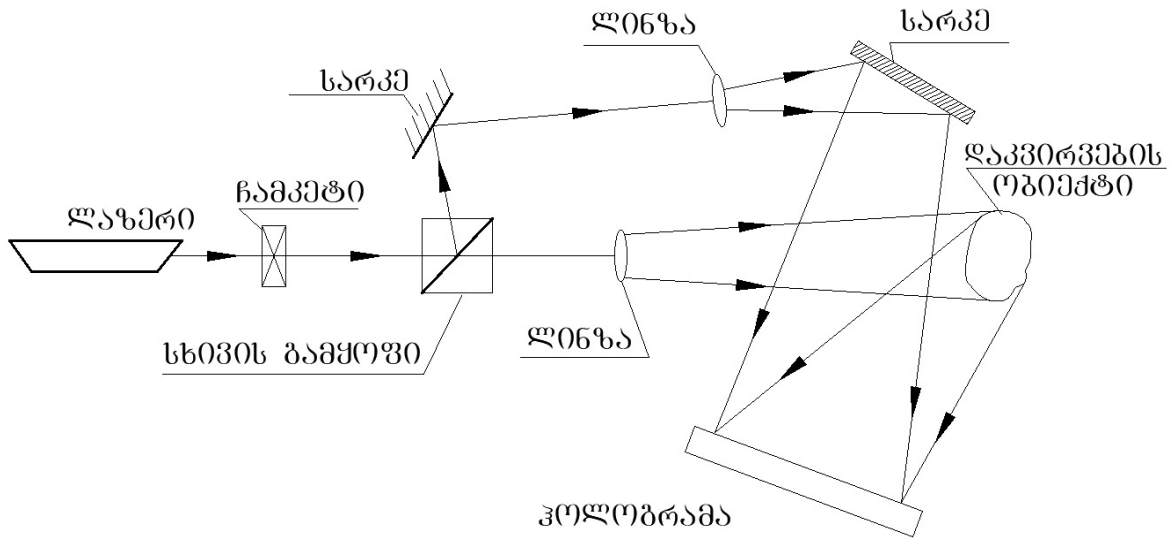 ლინზა
სარკე
სარკე
დაკვირვების
ობიექტი
ჩამკეტი
ლაზერი
ლინზა
სხივის გამყოფი
ჰოლოგრამა